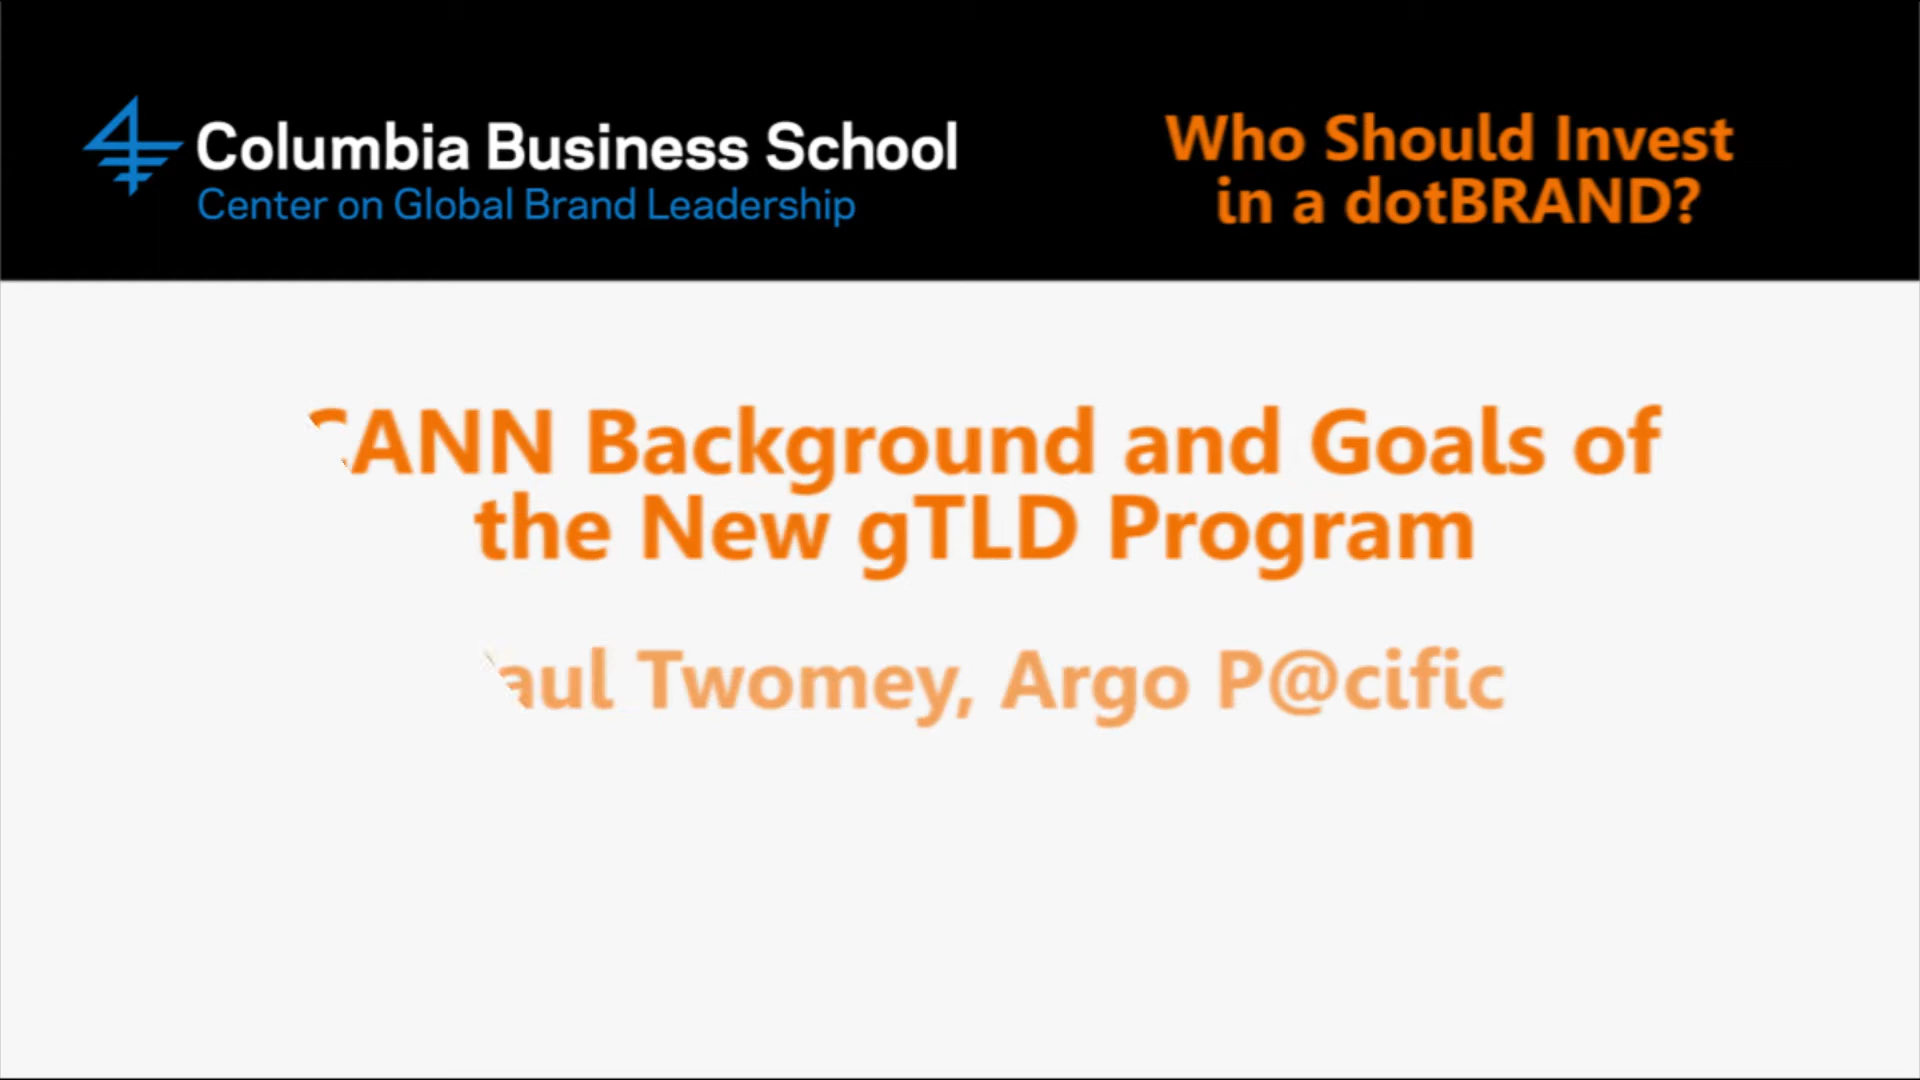 Columbia Business School
Center on Global Brand Leadership
Who Should Invest
in a dotBRAND?
CANN Background and Goals of
the New gTLD Program
aul Twomey, Argo P@cific